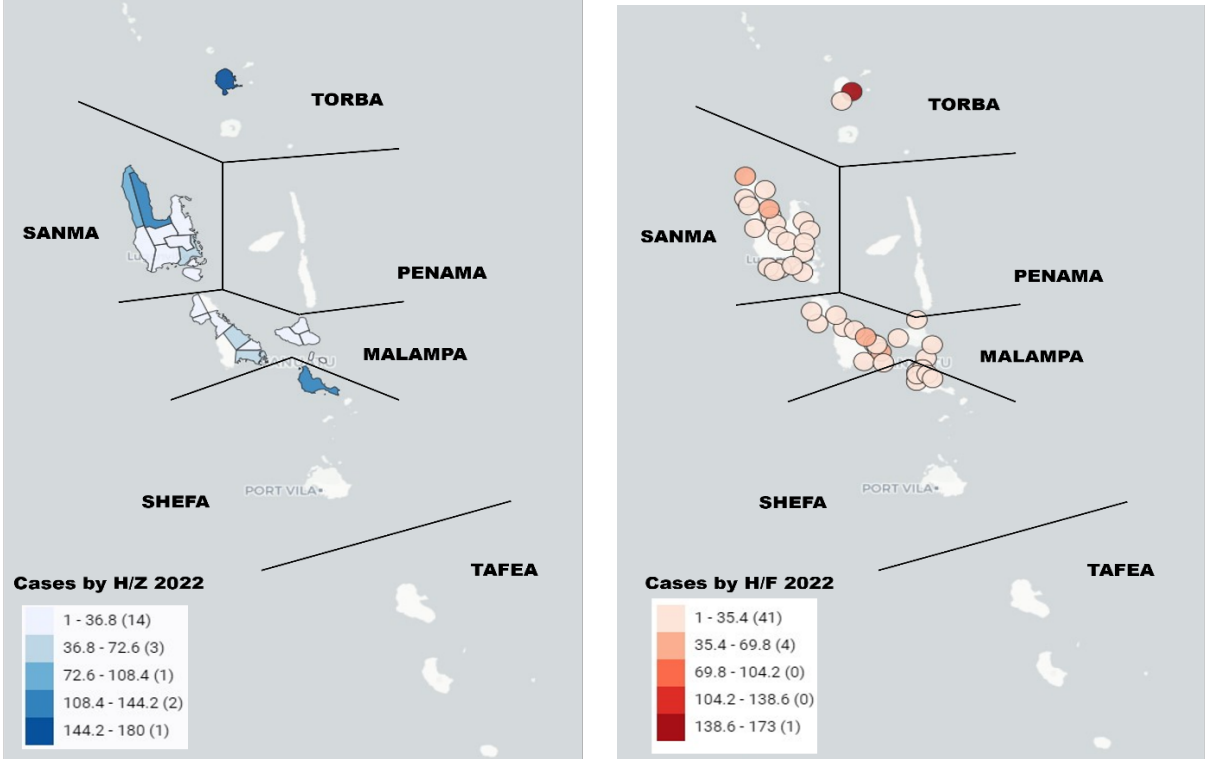 TORBA
SANMA
PENAMA
MALAMPA
SHEFA
PORT VILA
TAFEA
Cases by H/Z 2022
1 - 36.8 (14)
36.8 - 72.6 (3)
72.6 - 108.4 (1)
108.4 - 144.2 (2)
144.2 - 180 (1)
TORBA
SANMA
PENAMA
MALAMPA
SHEFA
PORT VILA
TAFEA
Cases by H/F 2022
1 - 35.4 (41)
35.4 - 69.8 (4)
69.8 - 104.2 (0)
104.2 - 138.6 (0)
138.6 - 173 (1)